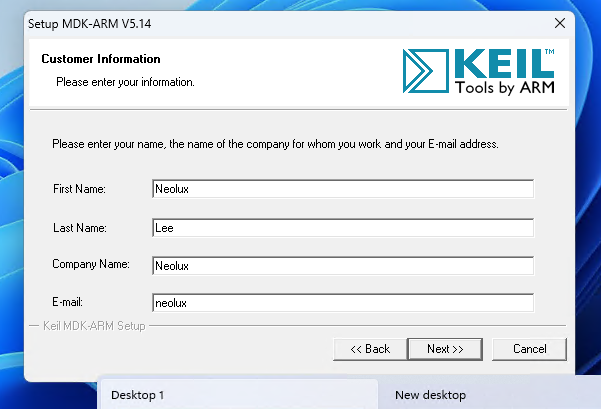 Setup MDK-ARM V5.14
Customer Information
Please enter your information.
KEIL™
Tools by ARM
Please enter your name, the name of the company for whom you work and your E-mail address.
First Name: Neolux
Last Name: Lee
Company Name: Neolux
E-mail: neolux
Keil MDK-ARM Setup
<< Back Next >> Cancel
Desktop 1 New desktop